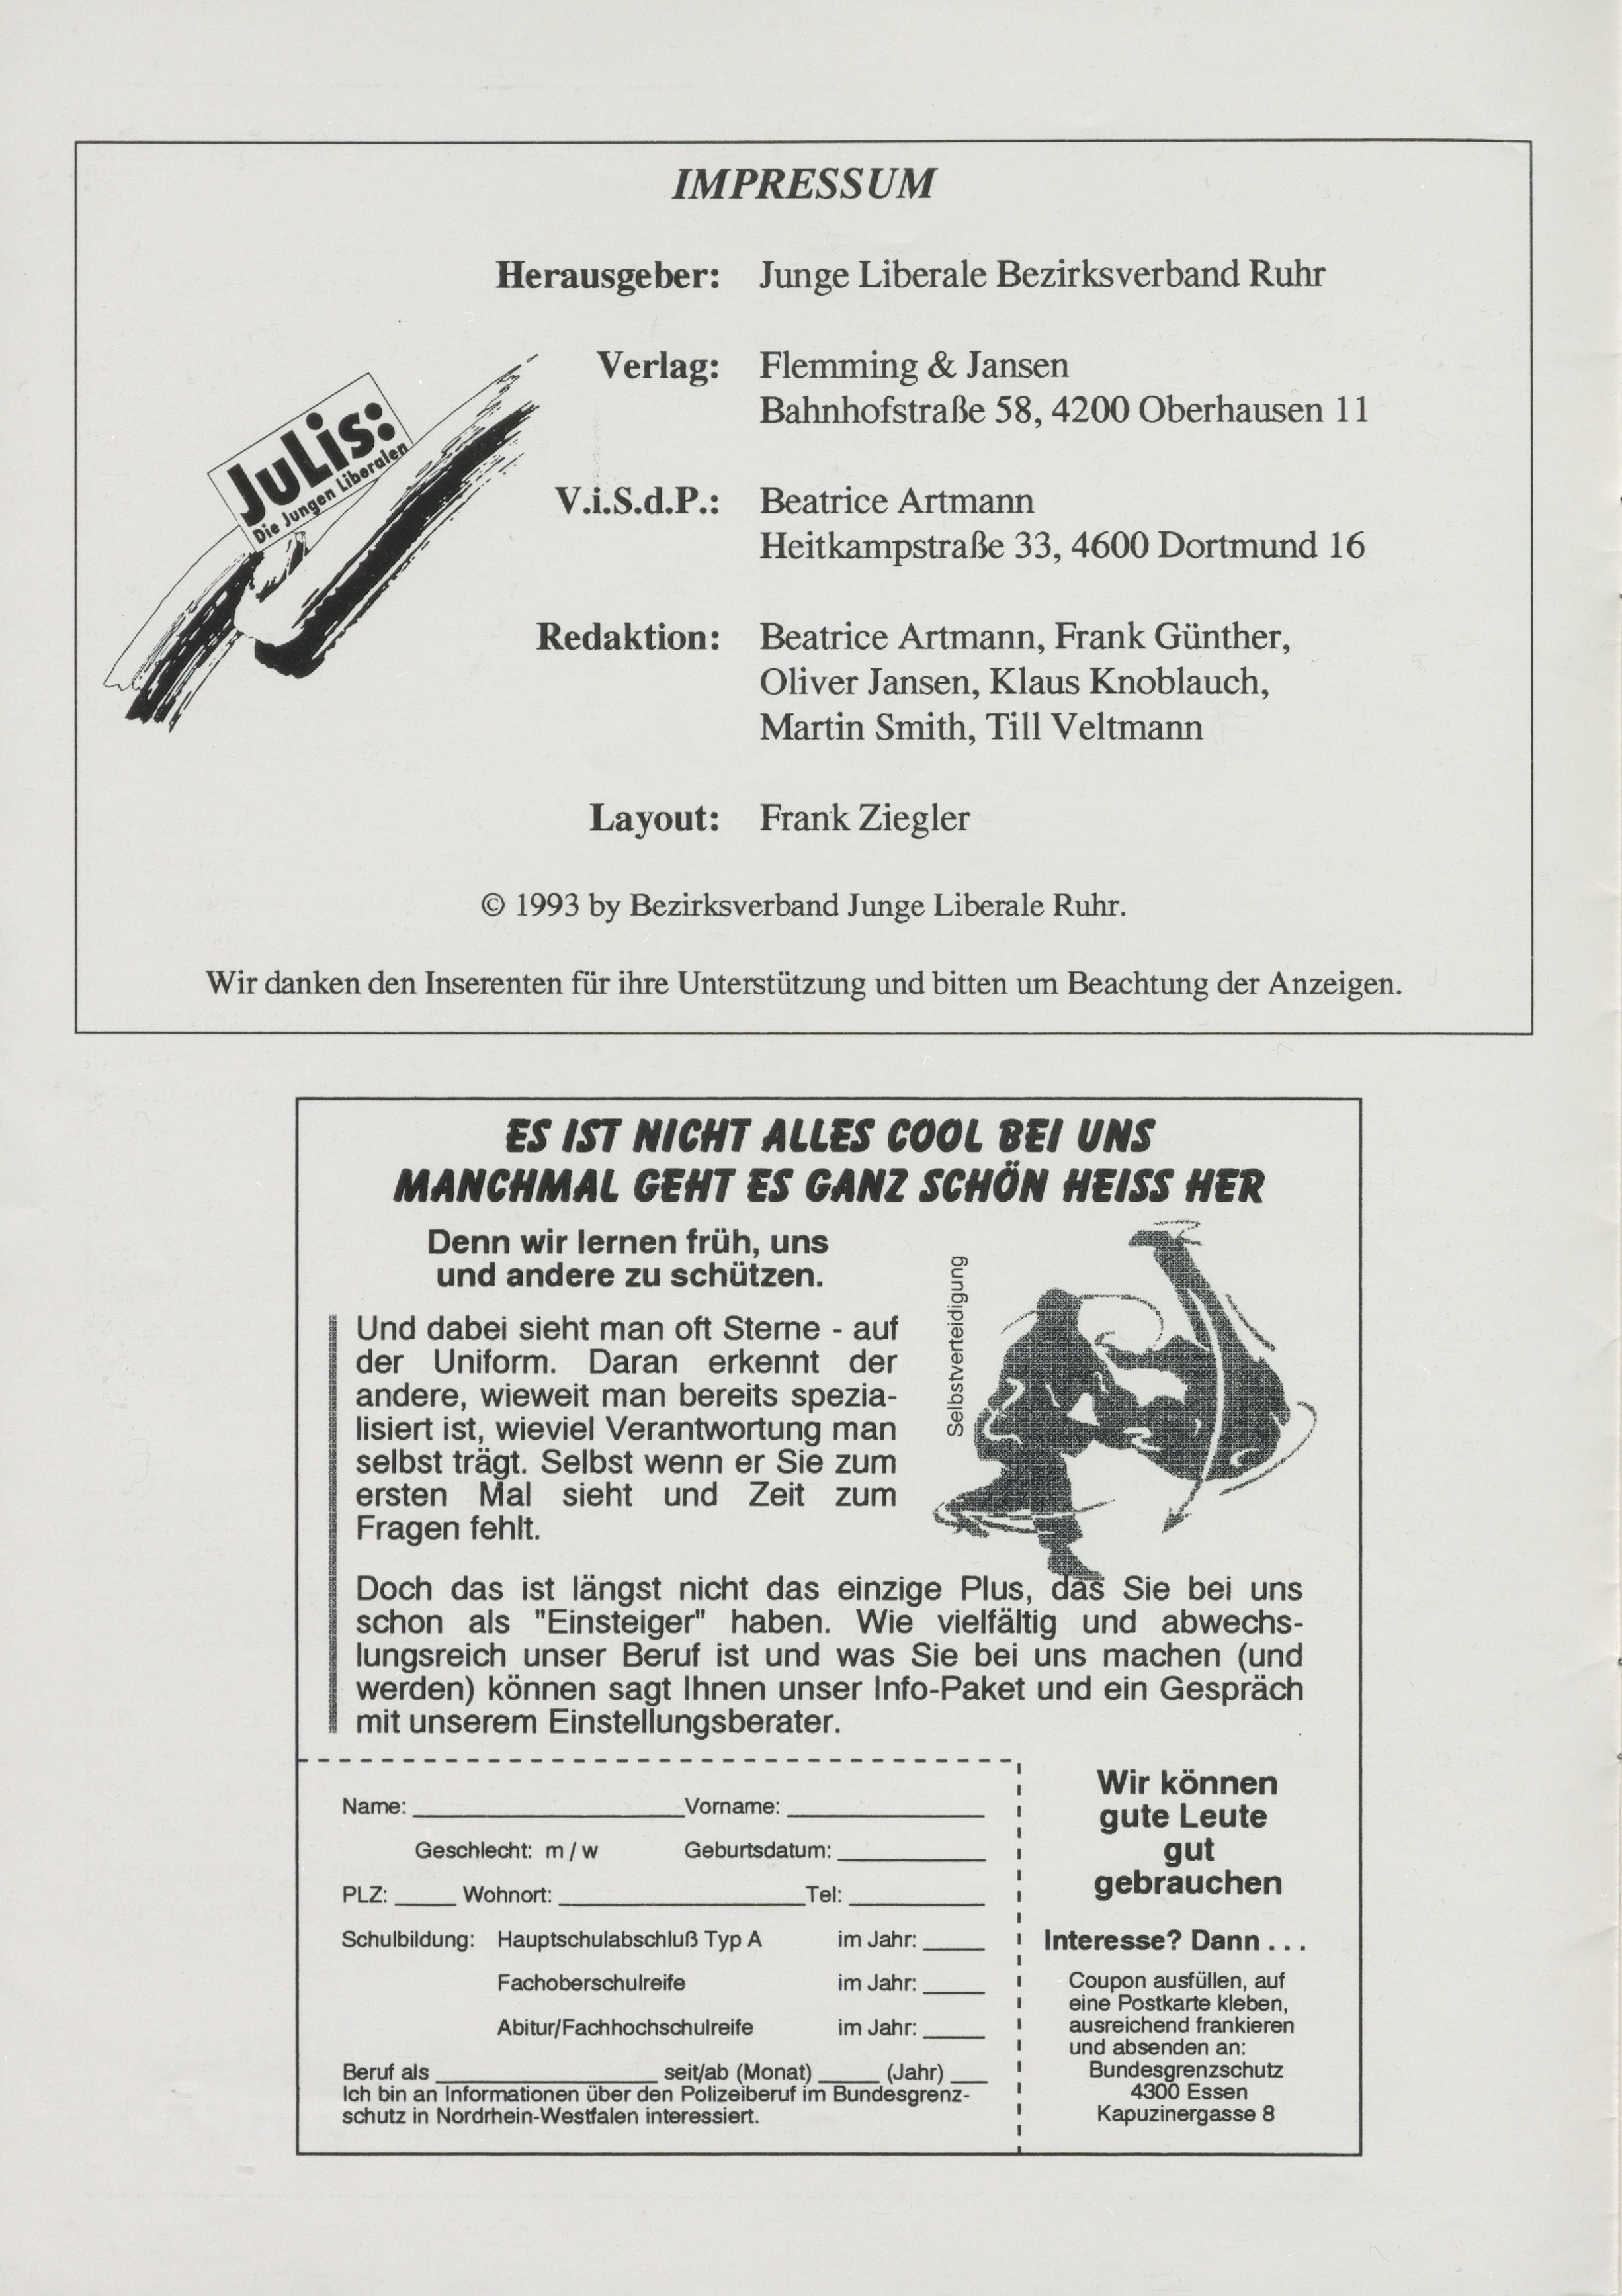 IMPRESSUM
Herausgeber: Junge Liberale Bezirksverband Ruhr
Verlag: Flemming & Jansen
Bahnhofstraße 58, 4200 Oberhausen 11
JuLis:
Die Jungen Liberalen
V.i.S.d.P.: Beatrice Artmann
Heitkampstraße 33, 4600 Dortmund 16
Redaktion: Beatrice Artmann, Frank Günther,
Oliver Jansen, Klaus Knoblauch,
Martin Smith, Till Veltmann
Layout: Frank Ziegler
© 1993 by Bezirksverband Junge Liberale Ruhr.
Wir danken den Inserenten für ihre Unterstützung und bitten um Beachtung der Anzeigen.
ES IST NICHT ALLES COOL BEI UNS
MANCHMAL GEHT ES GANZ SCHÖN HEISS HER
Denn wir lernen früh, uns
und andere zu schützen.
Selbstverteidigung
Und dabei sieht man oft Sterne - auf
der Uniform. Daran erkennt der
andere, wieweit man bereits spezia-
lisiert ist, wieviel Verantwortung man
selbst trägt. Selbst wenn er Sie zum
ersten Mal sieht und Zeit zum
Fragen fehlt.
Doch das ist längst nicht das einzige Plus, das Sie bei uns
schon als "Einsteiger" haben. Wie vielfältig und abwechs-
lungsreich unser Beruf ist und was Sie bei uns machen (und
werden) können sagt Ihnen unser Info-Paket und ein Gespräch
mit unserem Einstellungsberater.
Name: ____________________ Vorname: _______________
Geschlecht: m / w Geburtsdatum: ___________
PLZ: _____ Wohnort: ___________________ Tel: __________
Schulbildung: Hauptschulabschluß Typ A im Jahr: _____
Fachoberschulreife im Jahr: _____
Abitur/Fachhochschulreife im Jahr: _____
Beruf als _________________ seit/ab (Monat) _____ (Jahr) ___
Ich bin an Informationen über den Polizeiberuf im Bundesgrenz-
schutz in Nordrhein-Westfalen interessiert.
Wir können
gute Leute
gut
gebrauchen
Interesse? Dann . . .
Coupon ausfüllen, auf
eine Postkarte kleben,
ausreichend frankieren
und absenden an:
Bundesgrenzschutz
4300 Essen
Kapuzinergasse 8